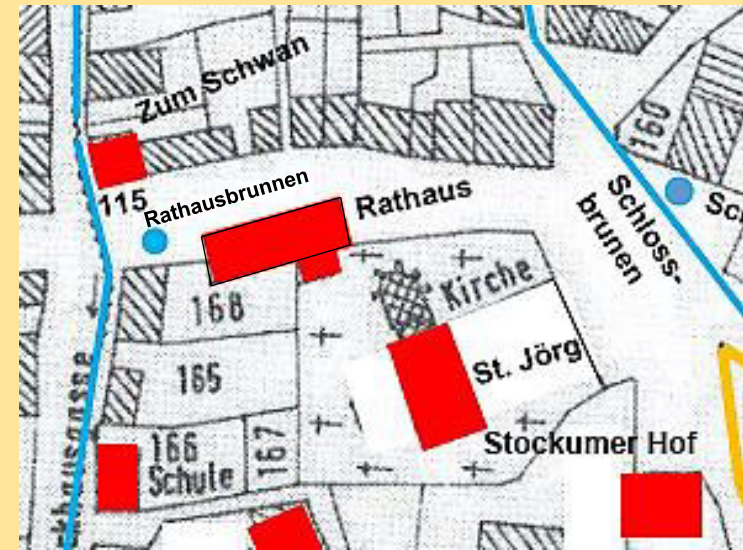 Zum Schwan
160
115
Rathausbrunnen
Rathaus
Schloss-
brunen
Kirche
168
St. Jörg
165
Stockumer Hof
166
Schule
167